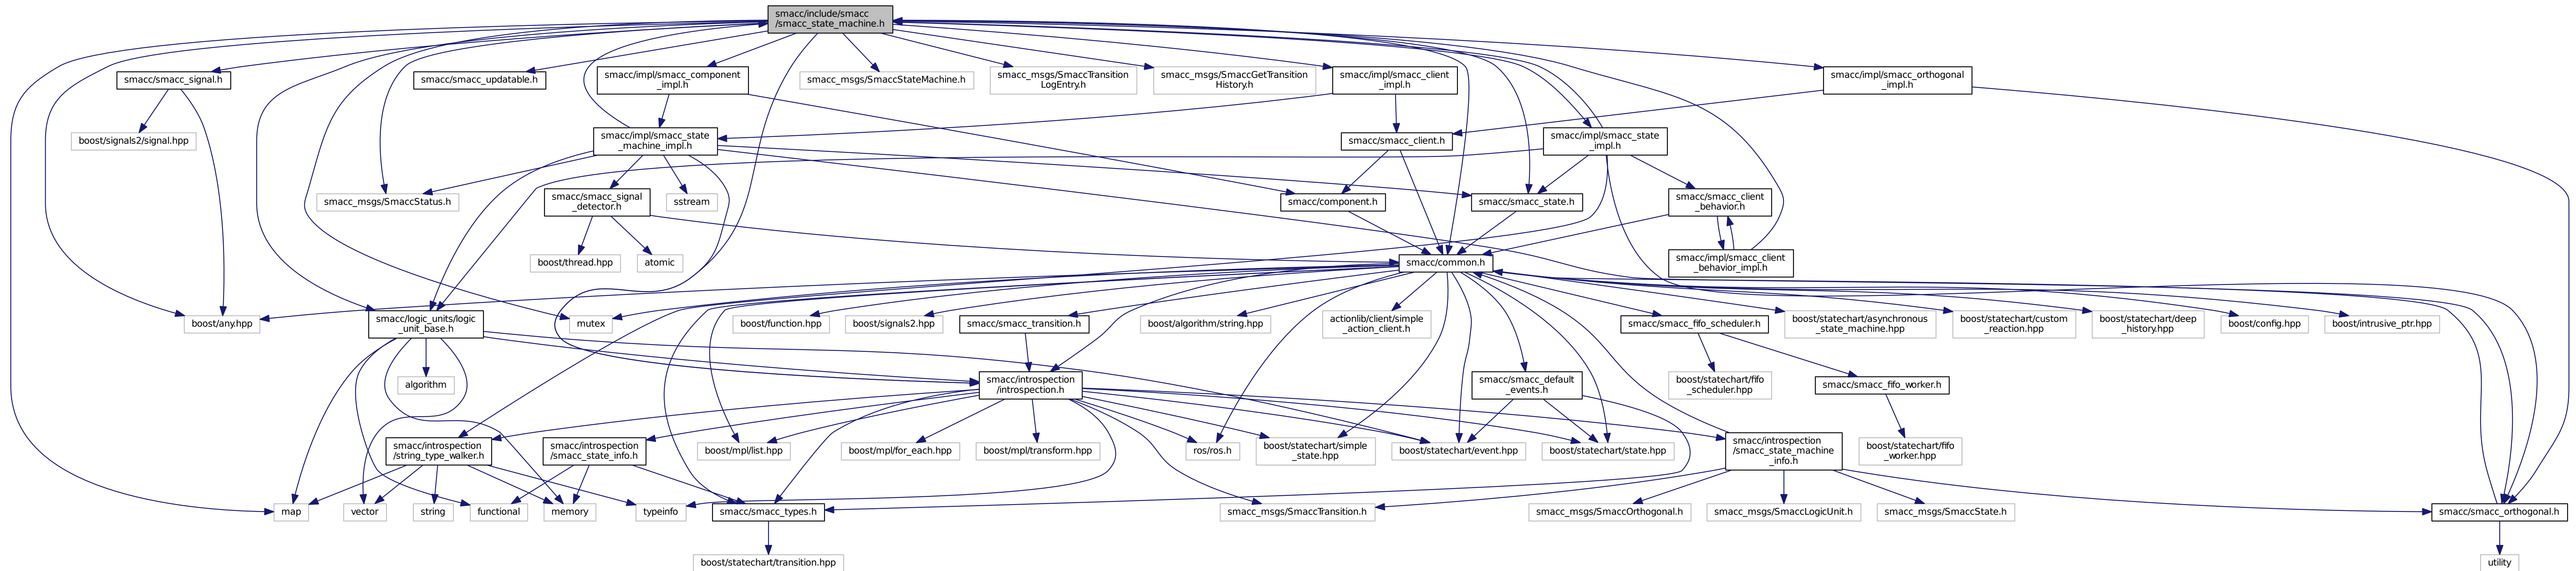 smacc/include/smacc
/smacc_state_machine.h
smacc/smacc_signal.h
smacc/smacc_updatable.h
smacc/impl/smacc_component
_impl.h
smacc_msgs/SmaccStateMachine.h
smacc_msgs/SmaccTransition
LogEntry.h
smacc_msgs/SmaccGetTransition
History.h
smacc/impl/smacc_client
_impl.h
smacc/impl/smacc_orthogonal
_impl.h
boost/signals2/signal.hpp
smacc/impl/smacc_state
_machine_impl.h
smacc/smacc_client.h
smacc/impl/smacc_state
_impl.h
smacc_msgs/SmaccStatus.h
smacc/smacc_signal
_detector.h
sstream
smacc/component.h
smacc/smacc_state.h
smacc/smacc_client
_behavior.h
boost/thread.hpp
atomic
smacc/common.h
smacc/impl/smacc_client
_behavior_impl.h
boost/any.hpp
smacc/logic_units/logic
_unit_base.h
mutex
boost/function.hpp
boost/signals2.hpp
smacc/smacc_transition.h
boost/algorithm/string.hpp
actionlib/client/simple
_action_client.h
smacc/smacc_fifo_scheduler.h
boost/statechart/asynchronous
_state_machine.hpp
boost/statechart/custom
_reaction.hpp
boost/statechart/deep
_history.hpp
boost/config.hpp
boost/intrusive_ptr.hpp
algorithm
smacc/introspection
/introspection.h
smacc/smacc_default
_events.h
boost/statechart/fifo
_scheduler.hpp
smacc/smacc_fifo_worker.h
smacc/introspection
/string_type_walker.h
smacc/introspection
/smacc_state_info.h
boost/mpl/list.hpp
boost/mpl/for_each.hpp
boost/mpl/transform.hpp
ros/ros.h
boost/statechart/simple
_state.hpp
boost/statechart/event.hpp
boost/statechart/state.hpp
smacc/introspection
/smacc_state_machine
_info.h
boost/statechart/fifo
_worker.hpp
map
vector
string
functional
memory
typeinfo
smacc/smacc_types.h
smacc_msgs/SmaccTransition.h
smacc_msgs/SmaccOrthogonal.h
smacc_msgs/SmaccLogicUnit.h
smacc_msgs/SmaccState.h
smacc/smacc_orthogonal.h
boost/statechart/transition.hpp
utility